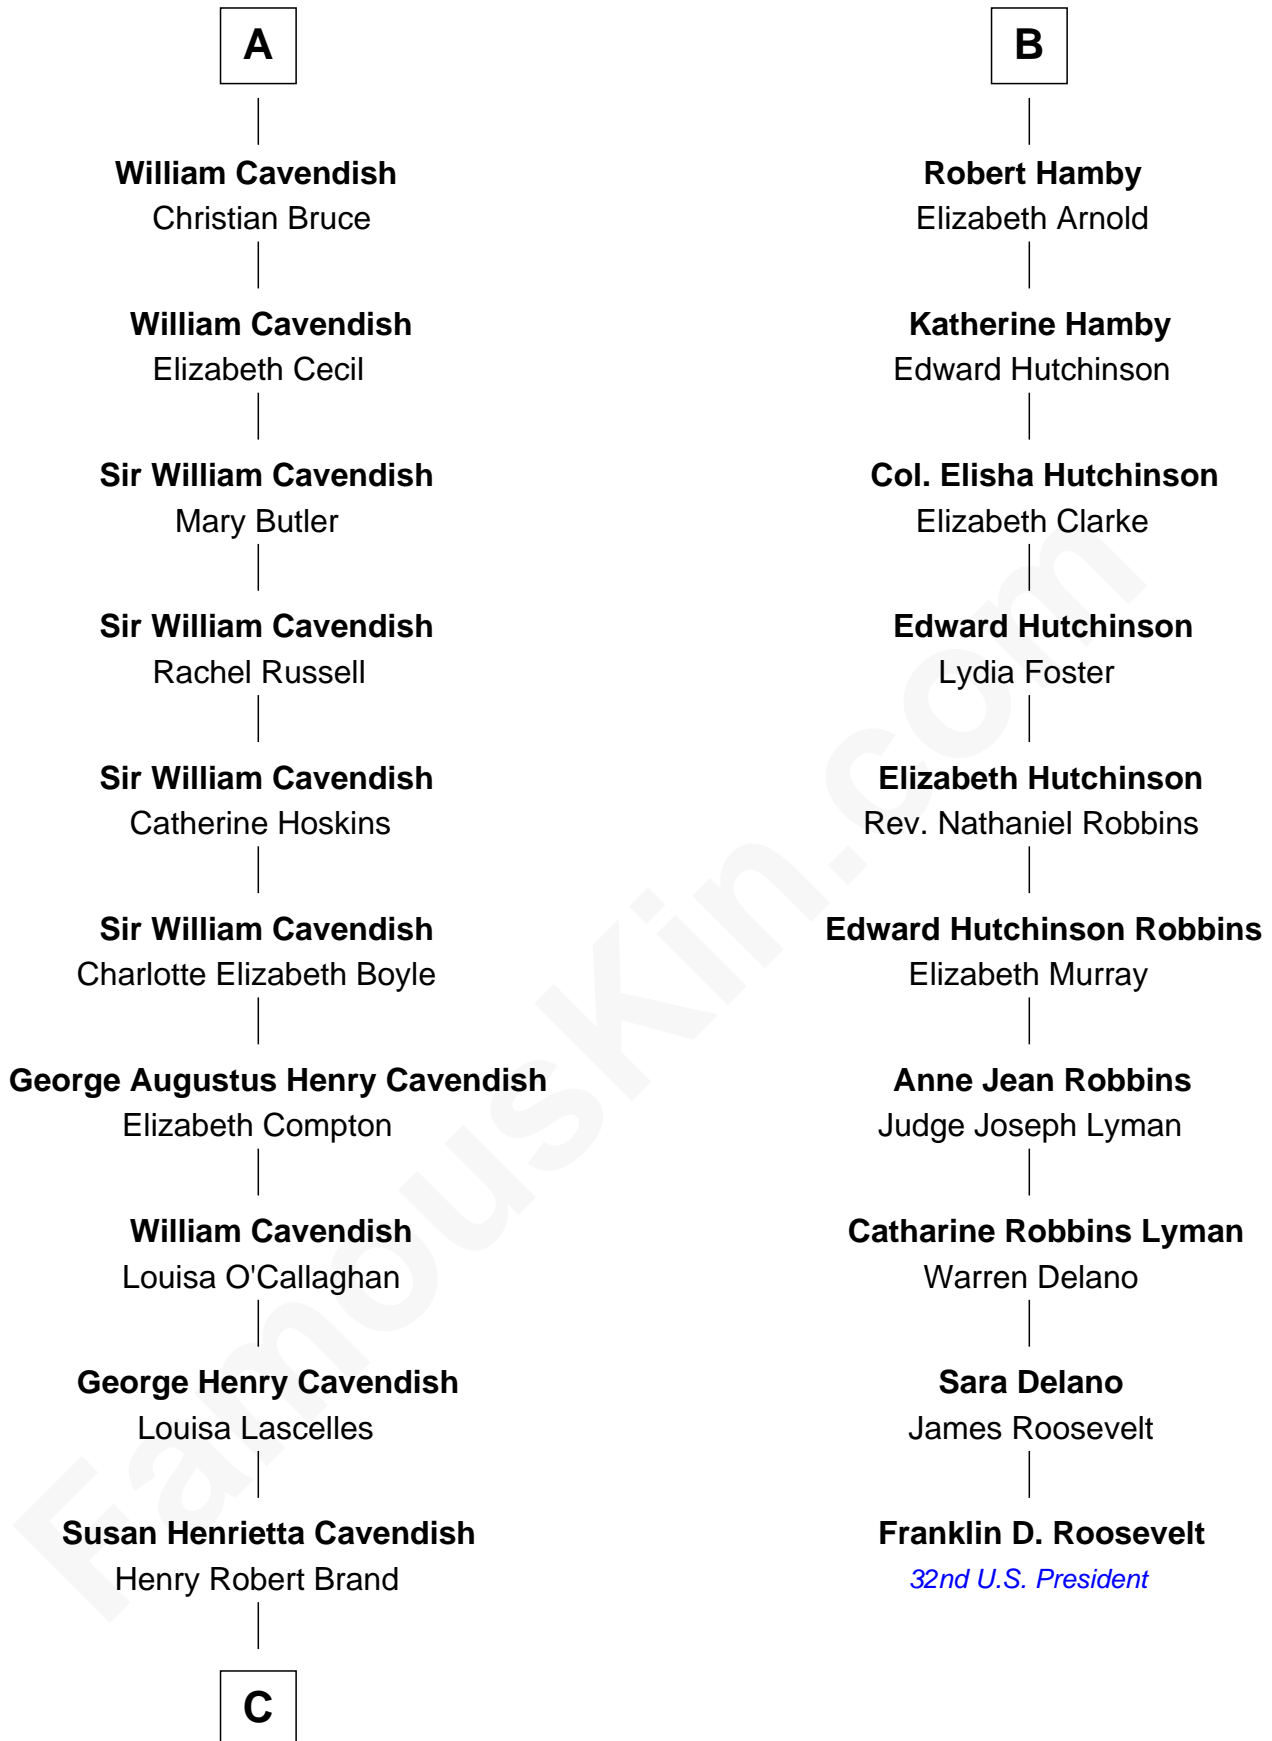 A
William Cavendish
Christian Bruce
William Cavendish
Elizabeth Cecil
Sir William Cavendish
Mary Butler
Sir William Cavendish
Rachel Russell
Sir William Cavendish
Catherine Hoskins
Sir William Cavendish
Charlotte Elizabeth Boyle
George Augustus Henry Cavendish
Elizabeth Compton
William Cavendish
Louisa O'Callaghan
George Henry Cavendish
Louisa Lascelles
Susan Henrietta Cavendish
Henry Robert Brand
C
B
Robert Hamby
Elizabeth Arnold
Katherine Hamby
Edward Hutchinson
Col. Elisha Hutchinson
Elizabeth Clarke
Edward Hutchinson
Lydia Foster
Elizabeth Hutchinson
Rev. Nathaniel Robbins
Edward Hutchinson Robbins
Elizabeth Murray
Anne Jean Robbins
Judge Joseph Lyman
Catharine Robbins Lyman
Warren Delano
Sara Delano
James Roosevelt
Franklin D. Roosevelt
32nd U.S. President
FamousKin.com